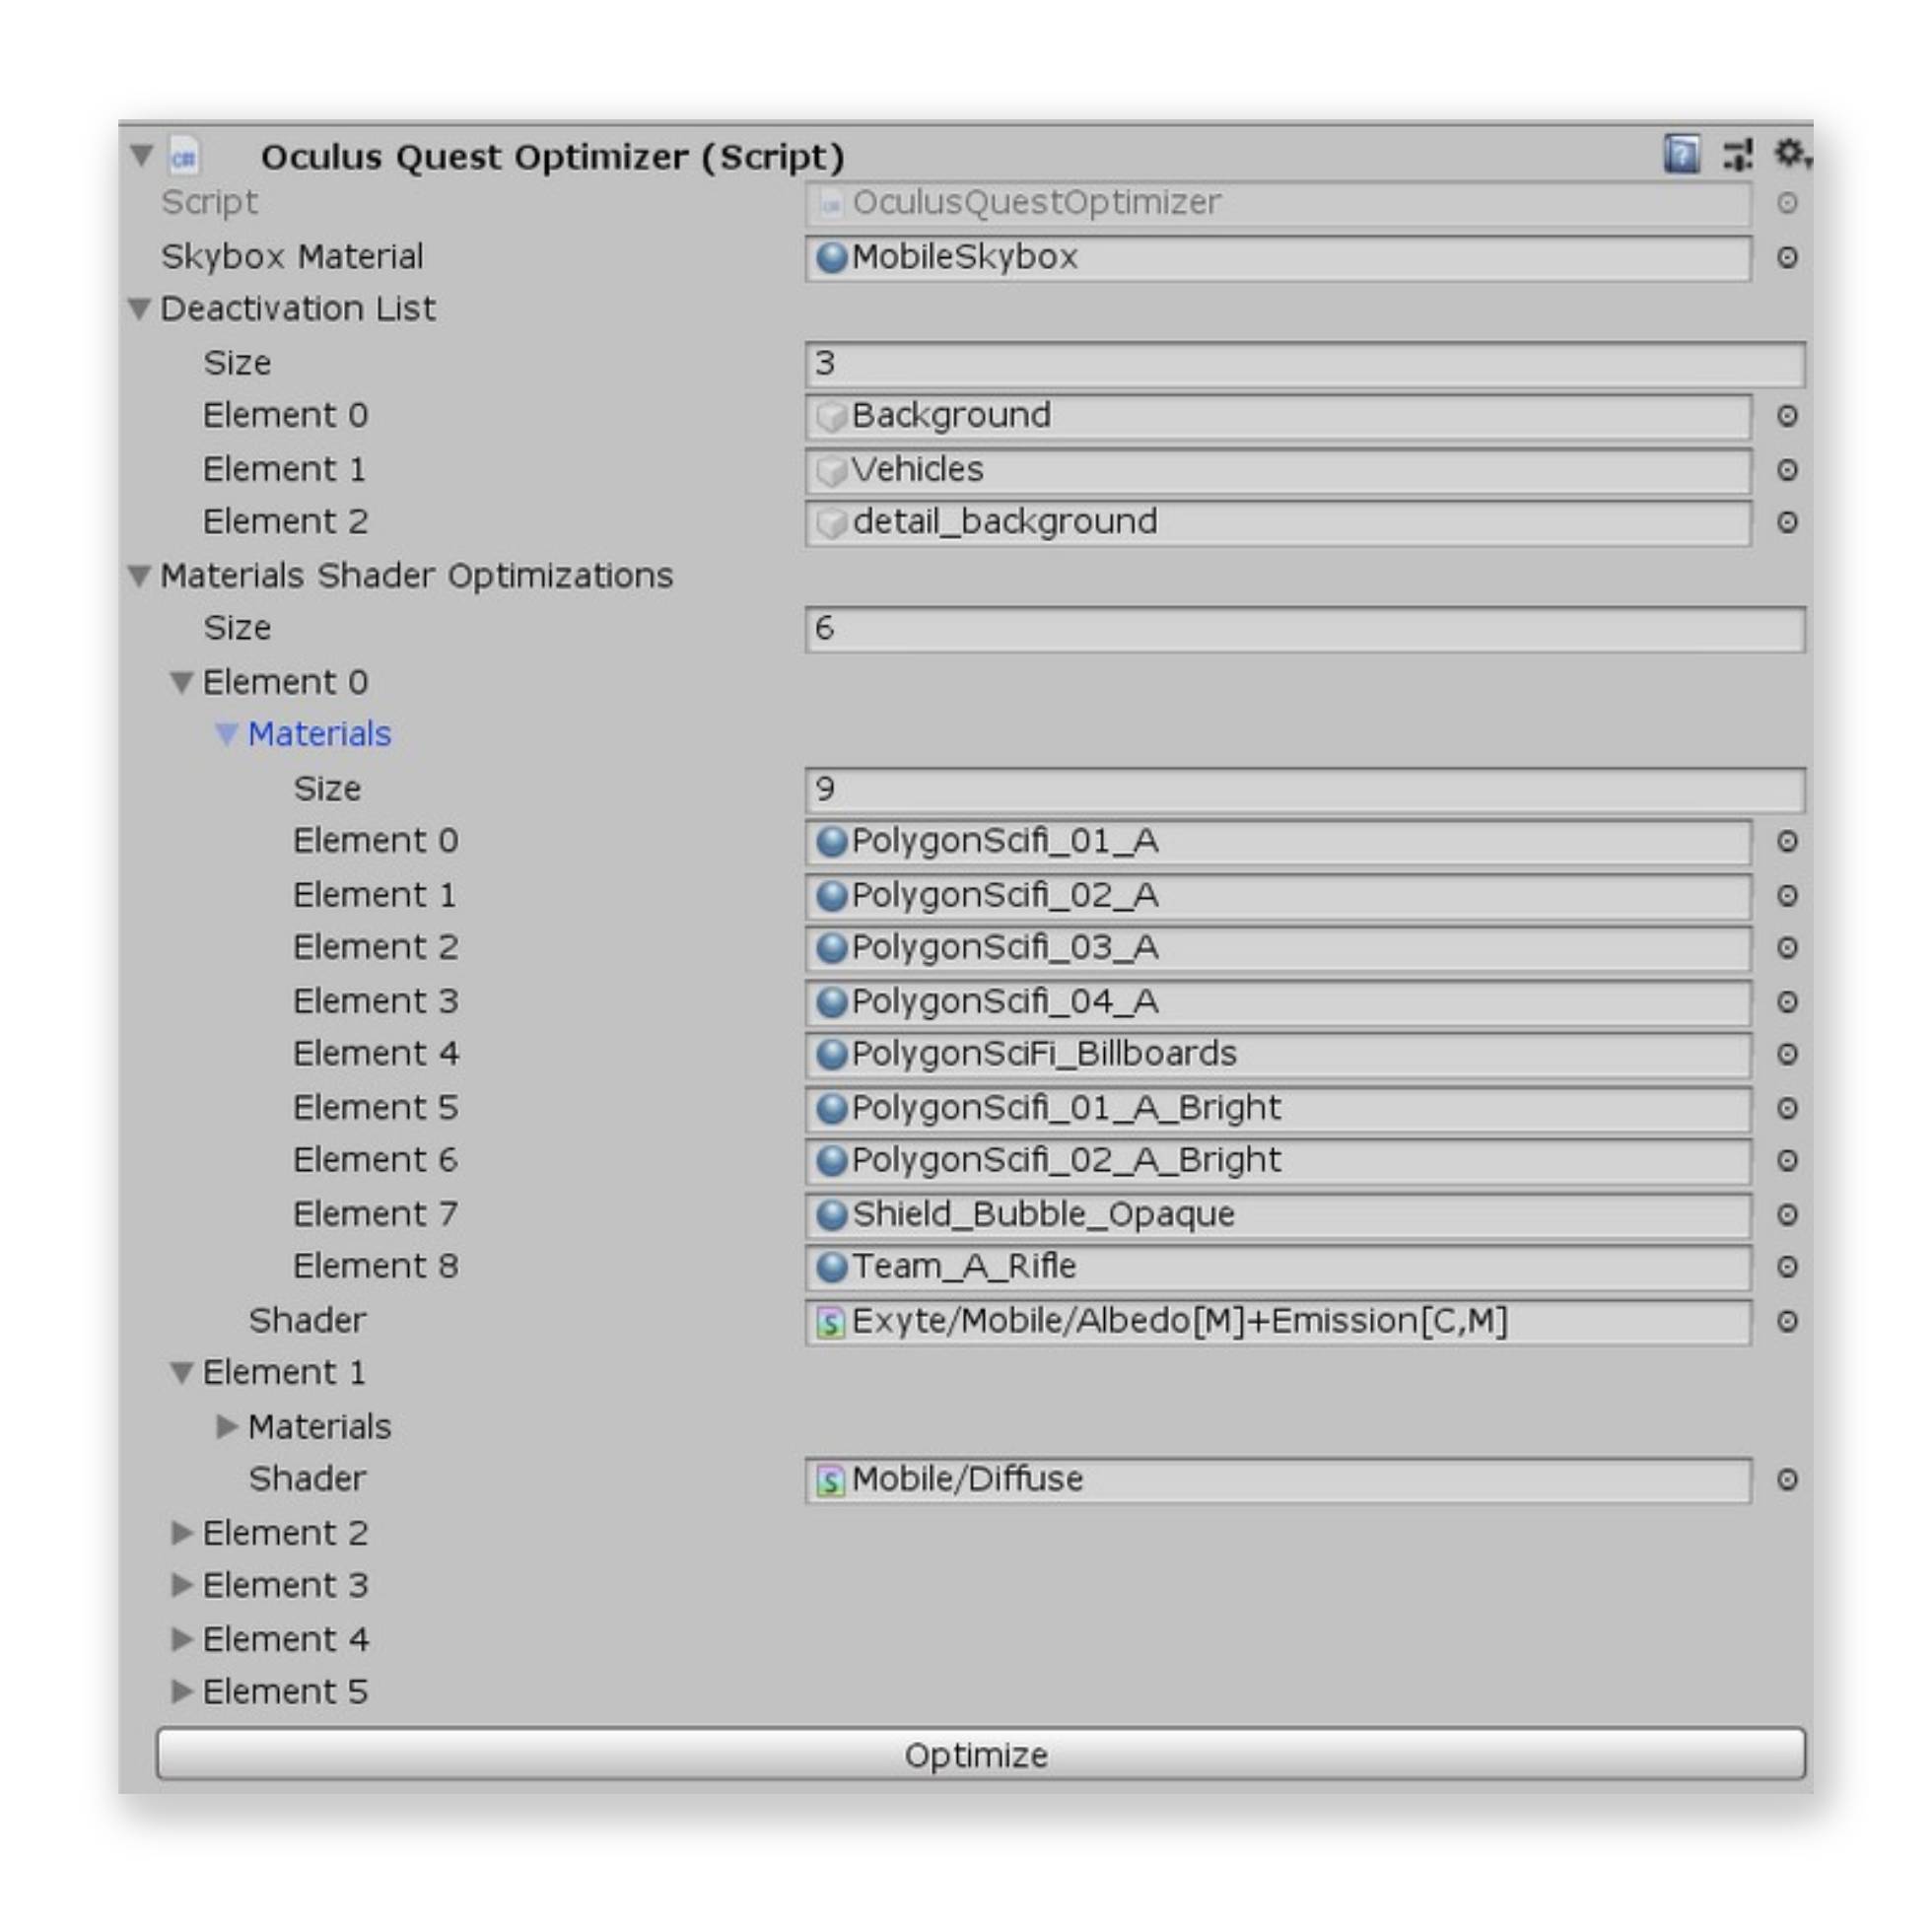 Oculus Quest Optimizer (Script)
Script OculusQuestOptimizer
Skybox Material MobileSkybox
Deactivation List
Size 3
Element 0 Background
Element 1 Vehicles
Element 2 detail_background
Materials Shader Optimizations
Size 6
Element 0
Materials
Size 9
Element 0 PolygonScifi_01_A
Element 1 PolygonScifi_02_A
Element 2 PolygonScifi_03_A
Element 3 PolygonScifi_04_A
Element 4 PolygonSciFi_Billboards
Element 5 PolygonScifi_01_A_Bright
Element 6 PolygonScifi_02_A_Bright
Element 7 Shield_Bubble_Opaque
Element 8 Team_A_Rifle
Shader Exyte/Mobile/Albedo[M]+Emission[C,M]
Element 1
Materials
Shader Mobile/Diffuse
Element 2
Element 3
Element 4
Element 5
Optimize